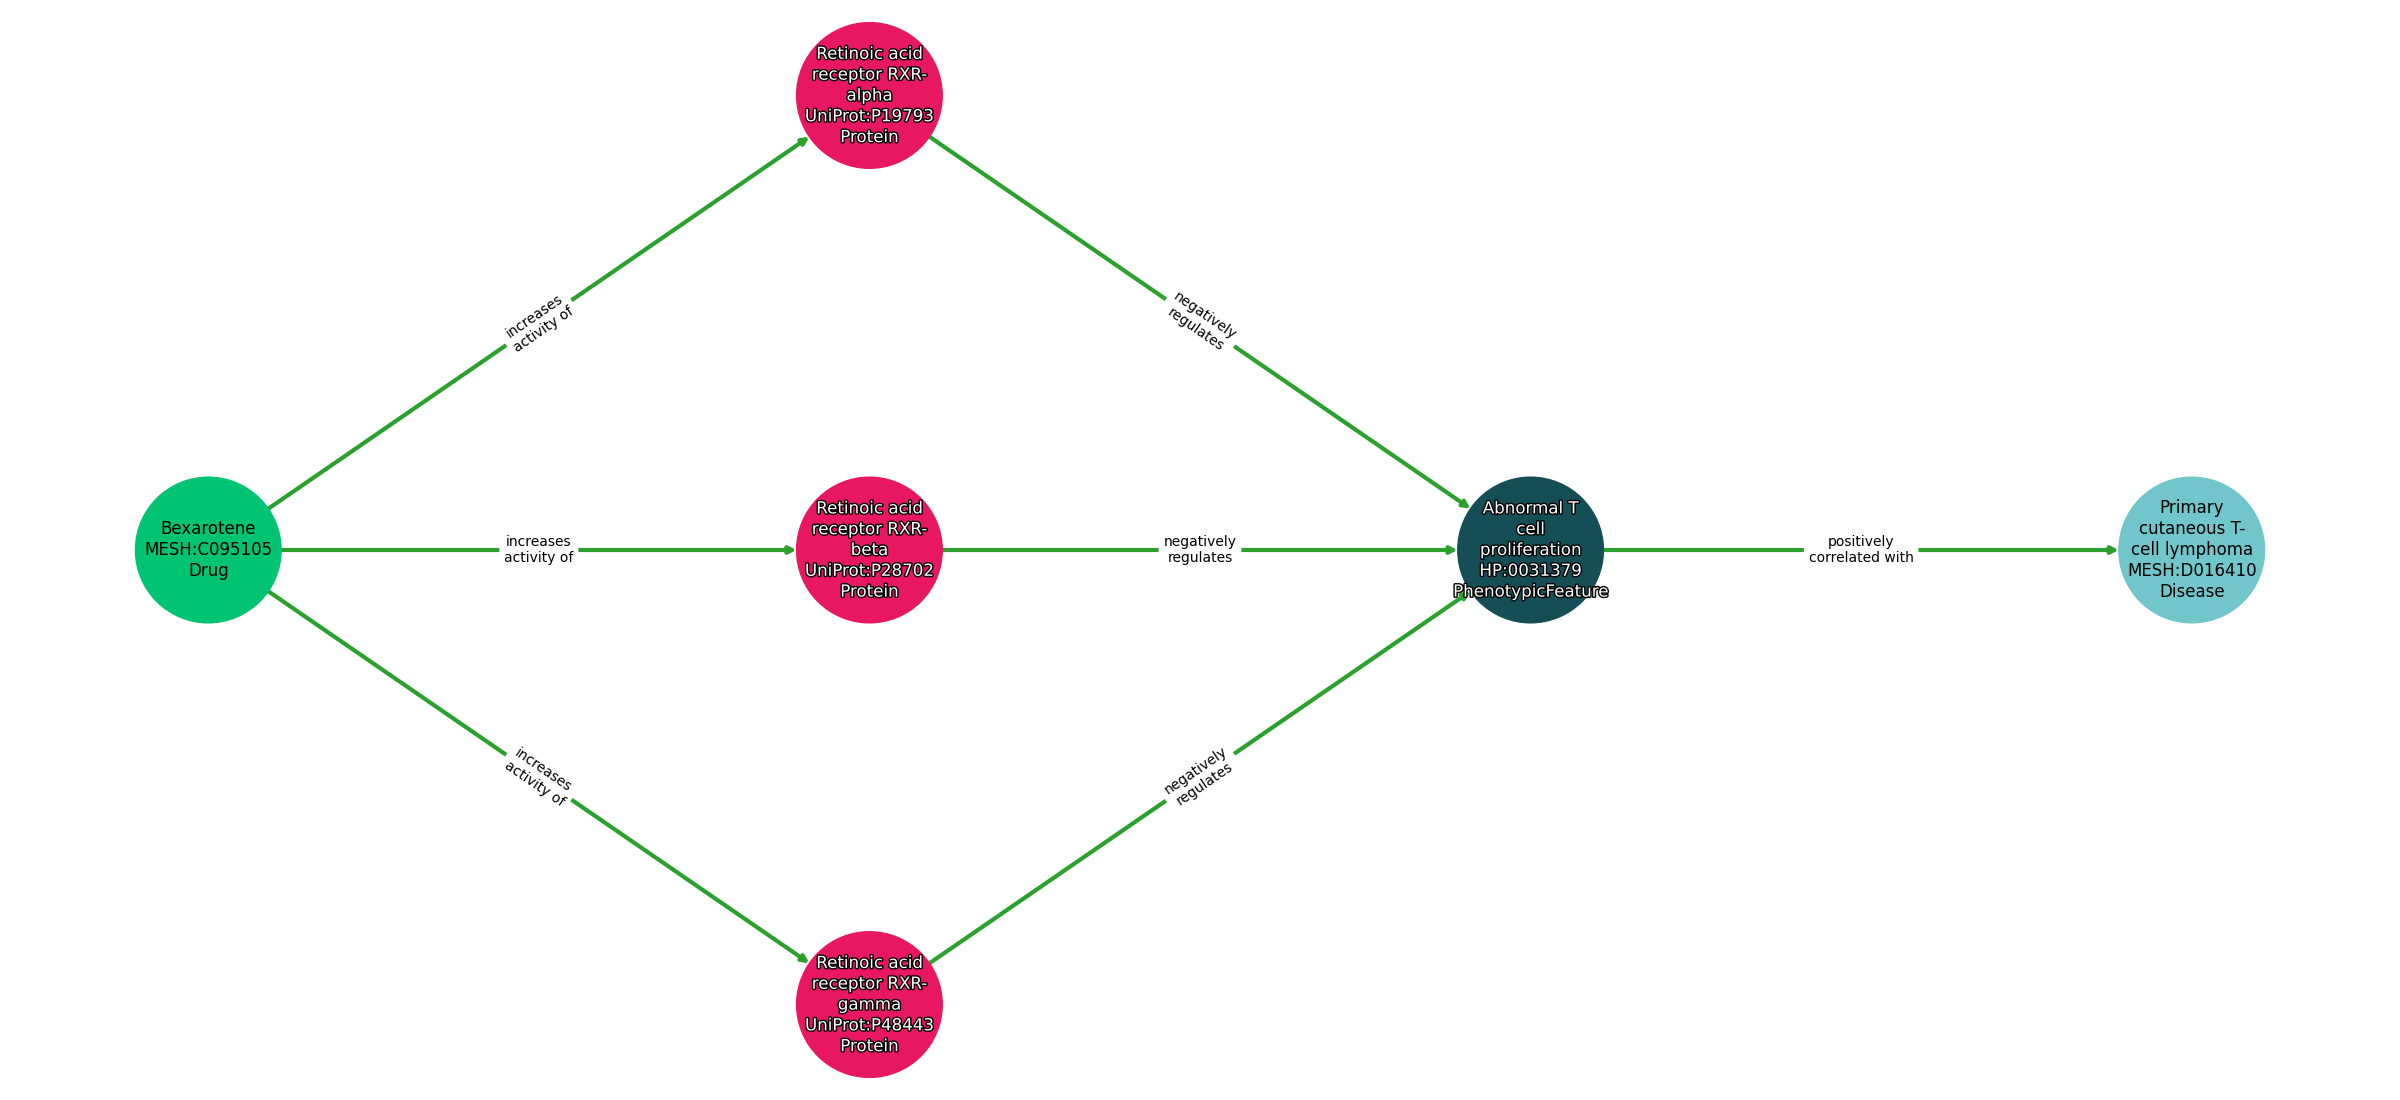 Retinoic acid
receptor RXR-
alpha
UniProt:P19793
Protein
increases
activity of
negatively
regulates
Bexarotene
MESH:C095105
Drug
increases
activity of
Retinoic acid
receptor RXR-
beta
UniProt:P28702
Protein
negatively
regulates
Abnormal T
cell
proliferation
HP:0031379
PhenotypicFeature
positively
correlated with
Primary
cutaneous T-
cell lymphoma
MESH:D016410
Disease
increases
activity of
negatively
regulates
Retinoic acid
receptor RXR-
gamma
UniProt:P48443
Protein